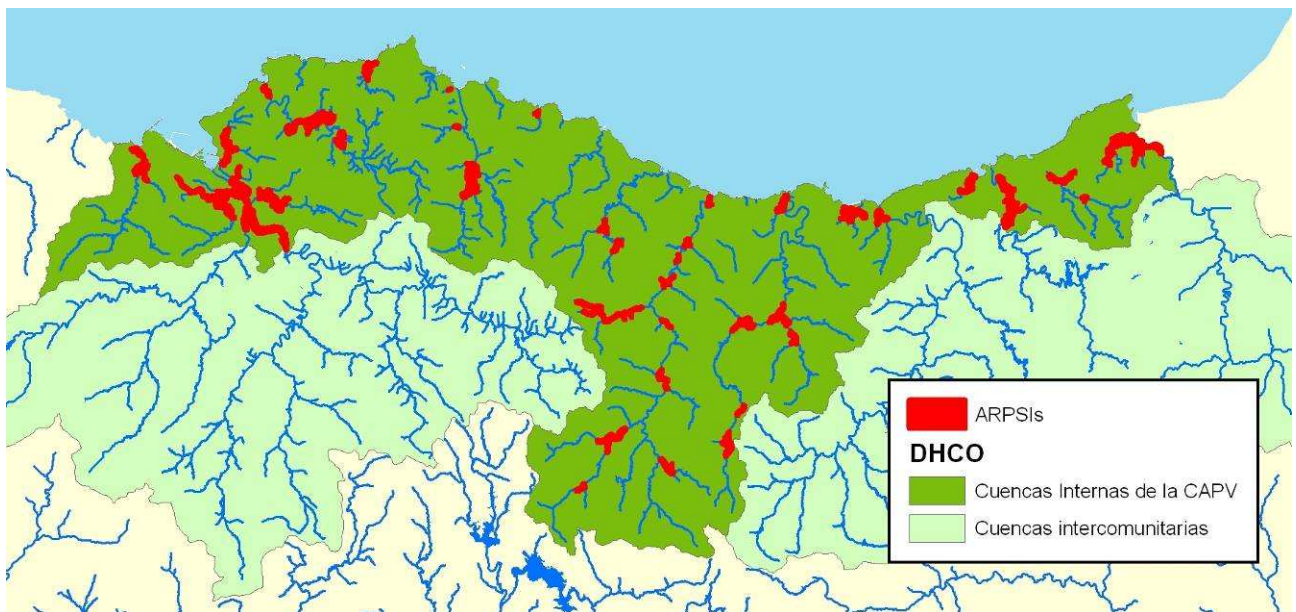 ARPSIs
DHCO
Cuencas Internas de la CAPV
Cuencas intercomunitarias